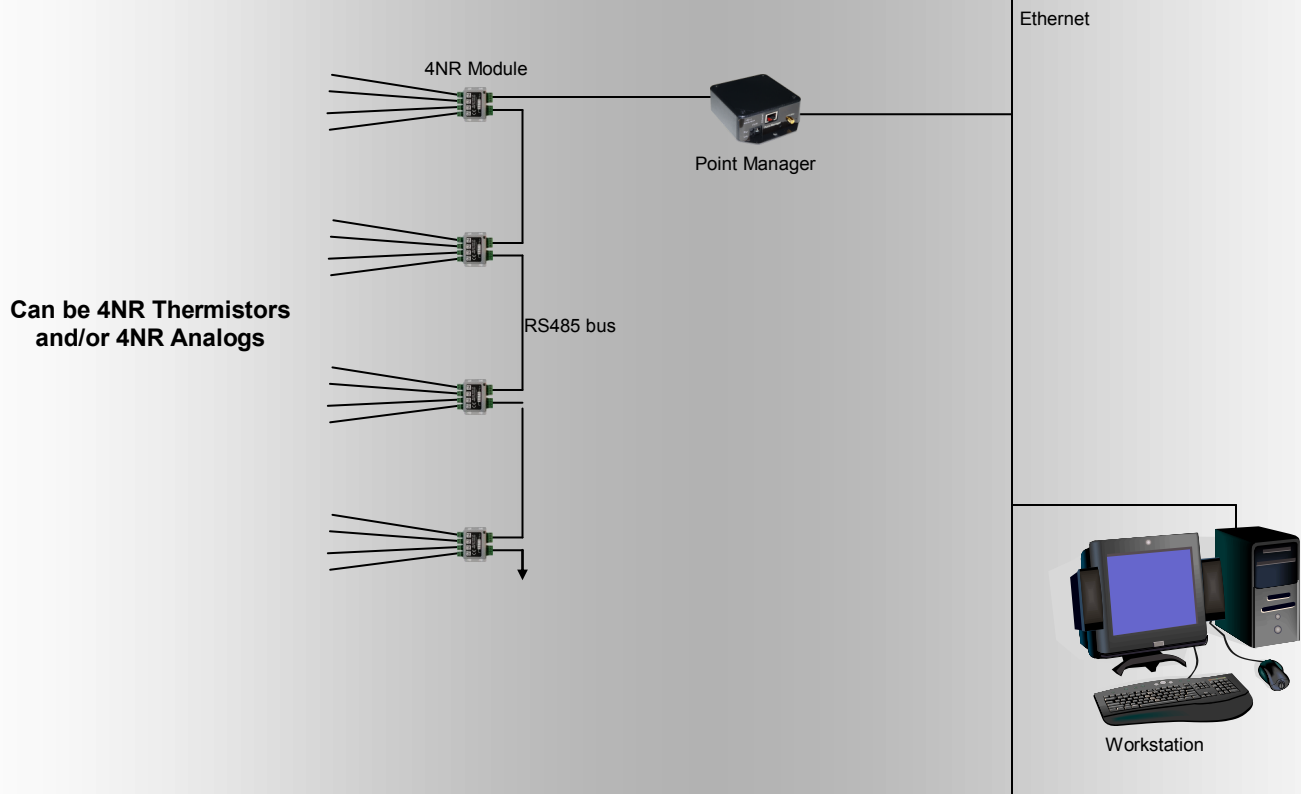 Ethernet
4NR Module
Point Manager
Can be 4NR Thermistors
and/or 4NR Analogs
RS485 bus
Workstation